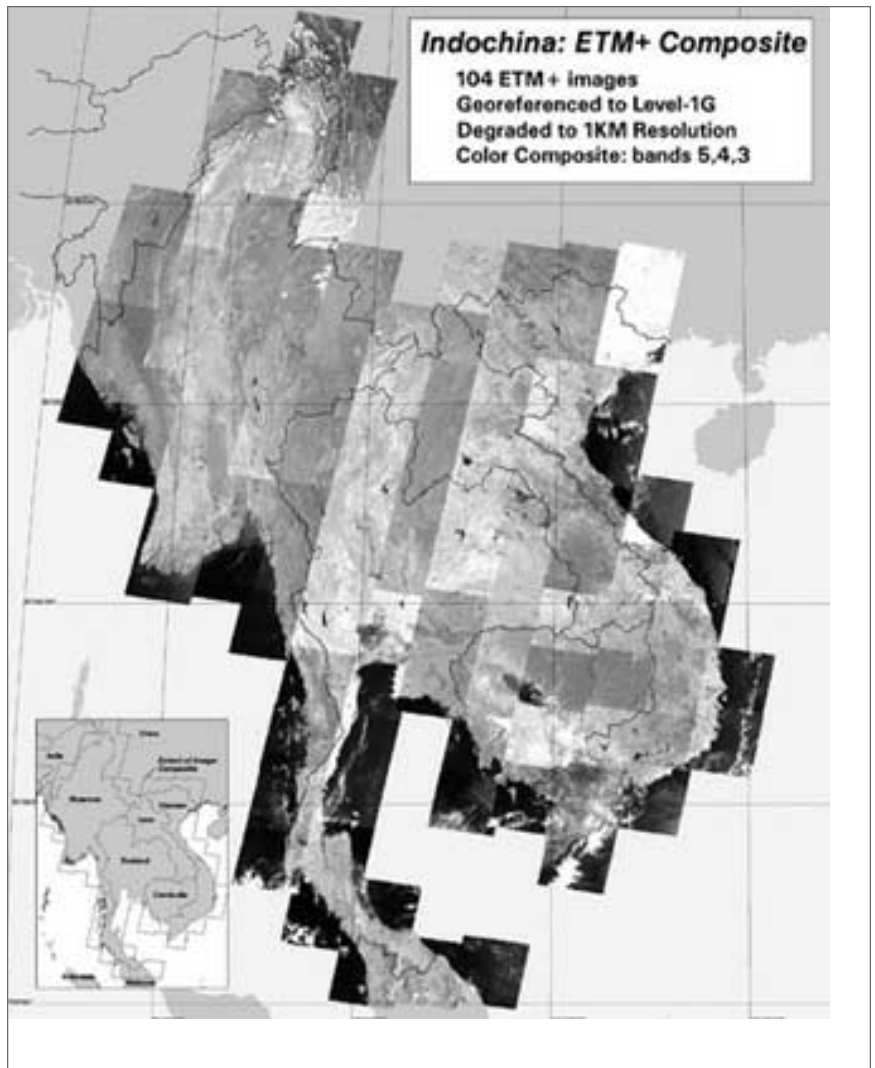 Indochina: ETM+ Composite
104 ETM+ images
Georeferenced to Level-1G
Degraded to 1KM Resolution
Color Composite: bands 5,4,3
China
India
Extent of Image
Composite
Myanmar
Vietnam
Laos
Thailand
Cambodia